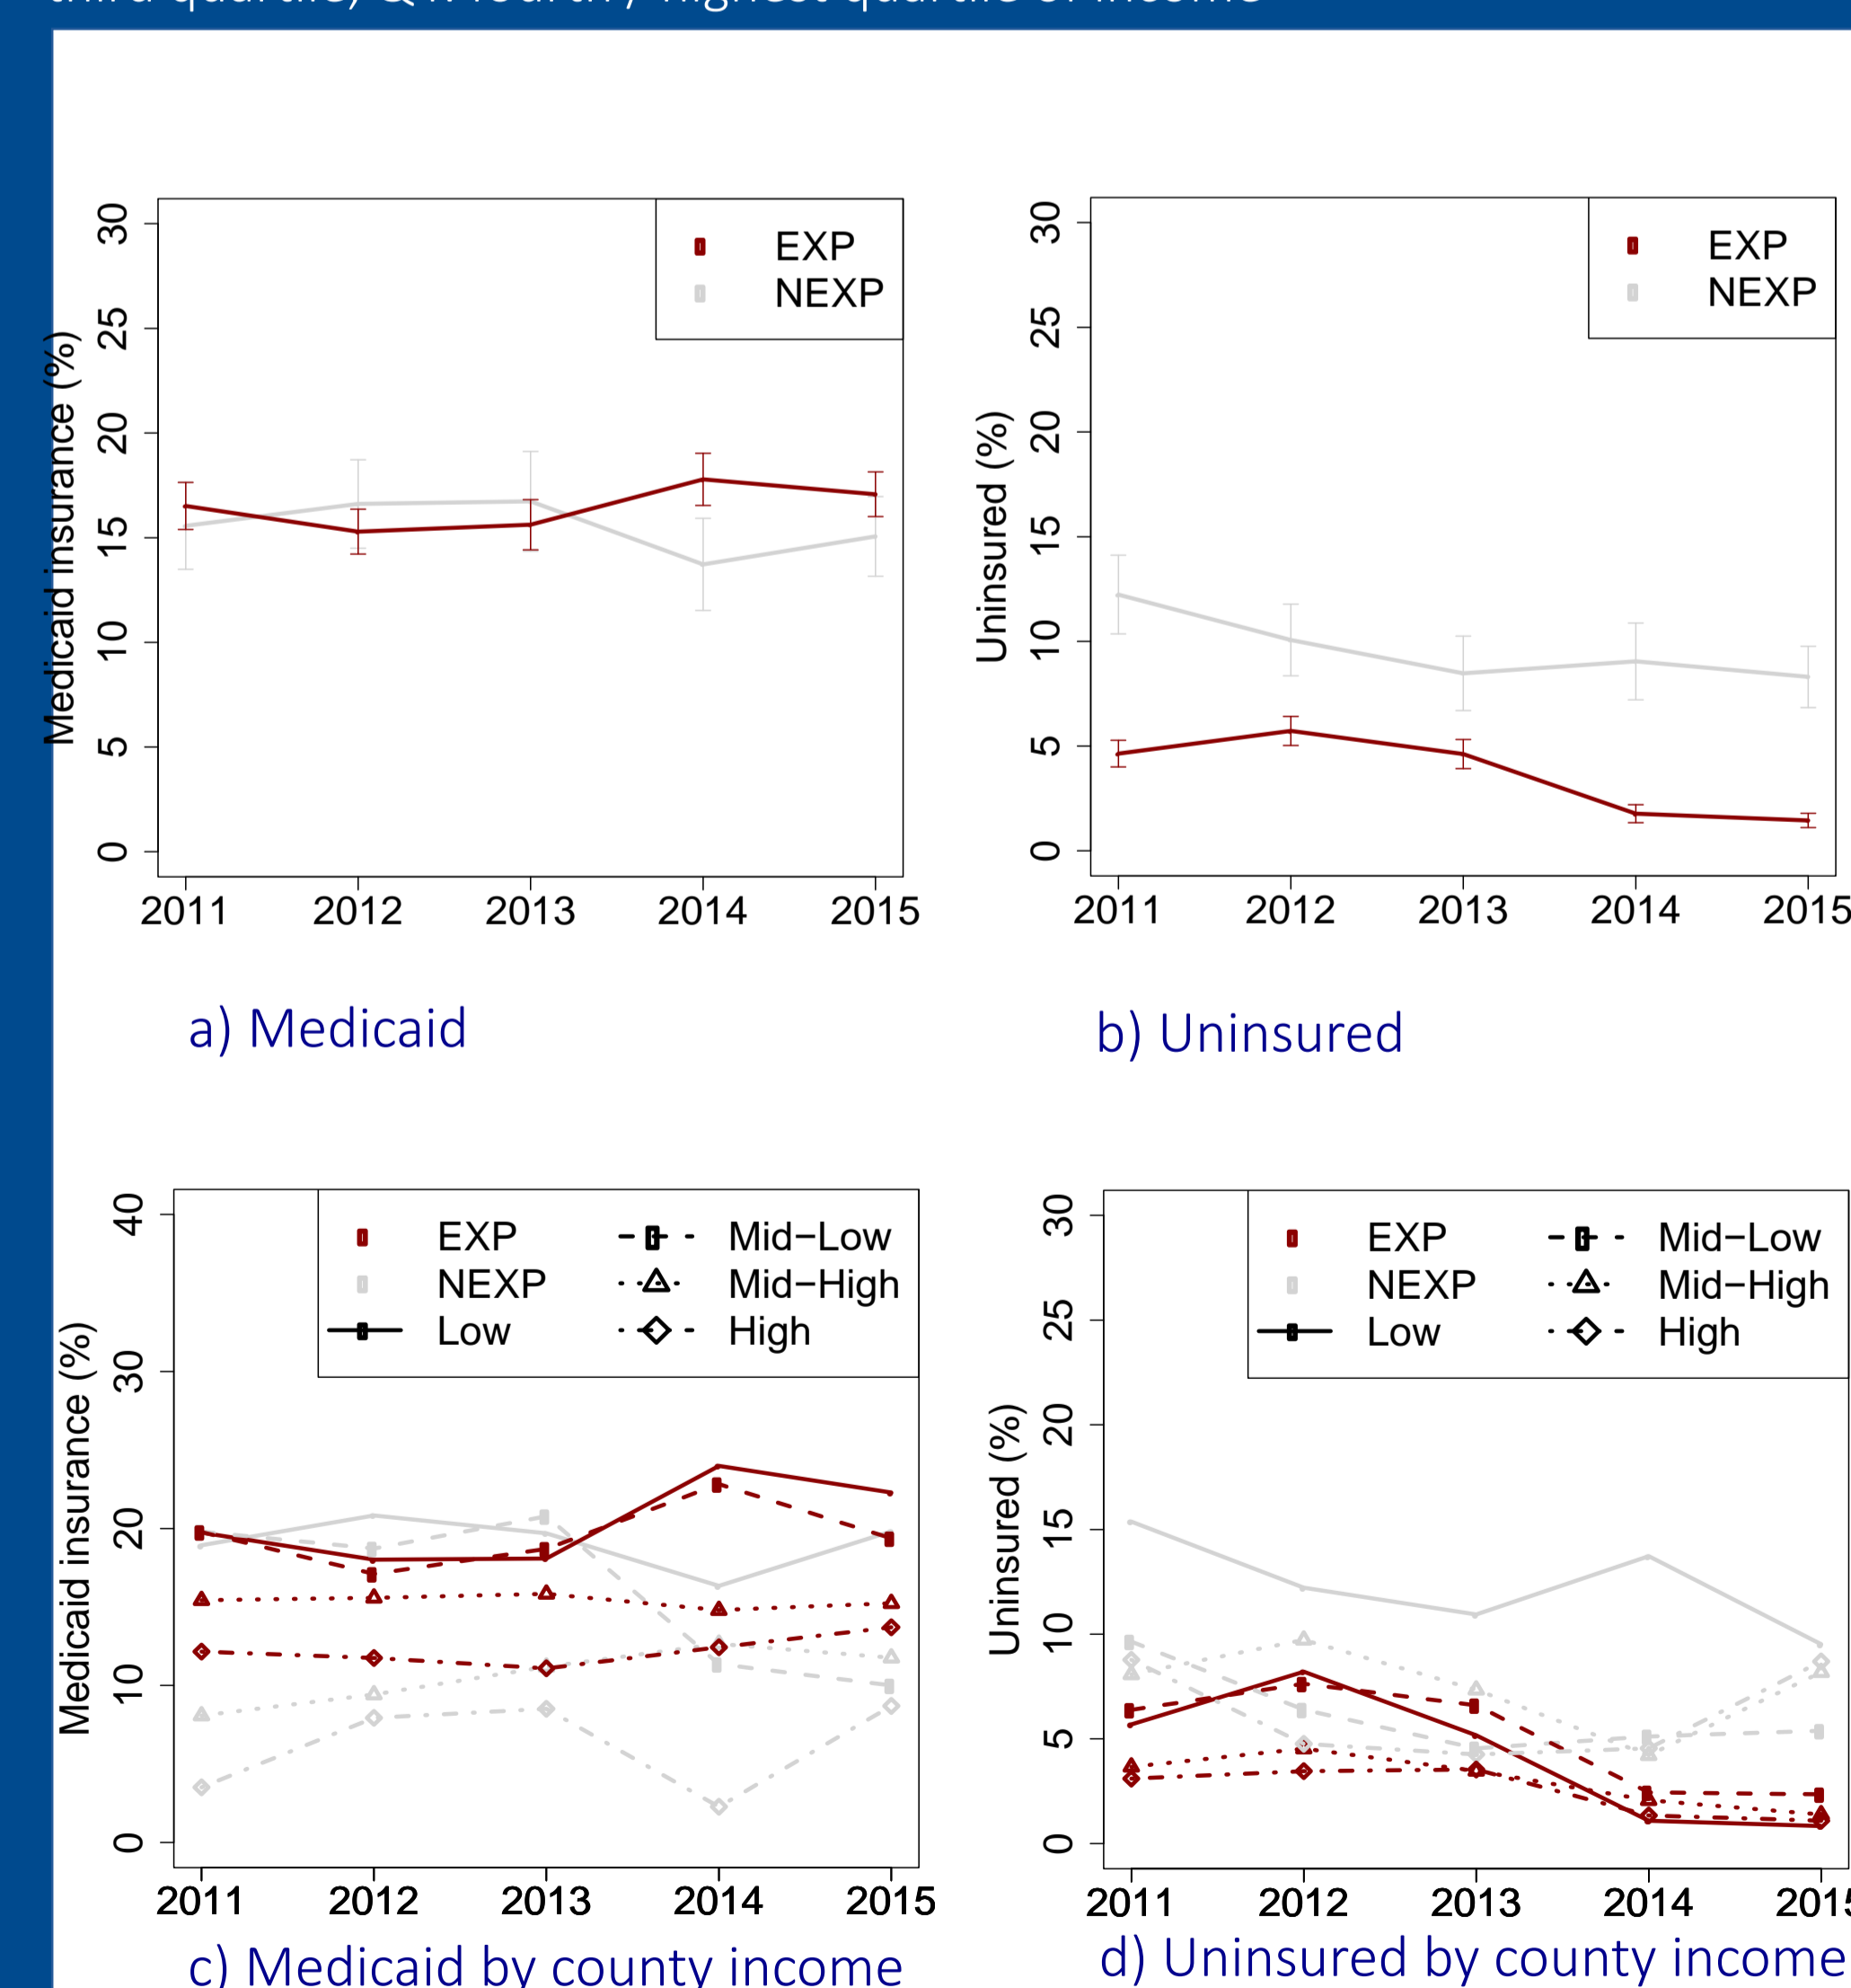 EXP
NEXP
Medicaid insurance (%)
30
25
20
15
10
5
0
2011 2012 2013 2014 2015
a) Medicaid
EXP
NEXP
Uninsured (%)
30
25
20
15
10
5
0
2011 2012 2013 2014 2015
b) Uninsured
EXP Mid-Low
NEXP Mid-High
Low High
Medicaid insurance (%)
40
30
20
10
0
2011 2012 2013 2014 2015
c) Medicaid by county income
EXP Mid-Low
NEXP Mid-High
Low High
Uninsured (%)
30
25
20
15
10
5
0
2011 2012 2013 2014 2015
d) Uninsured by county income